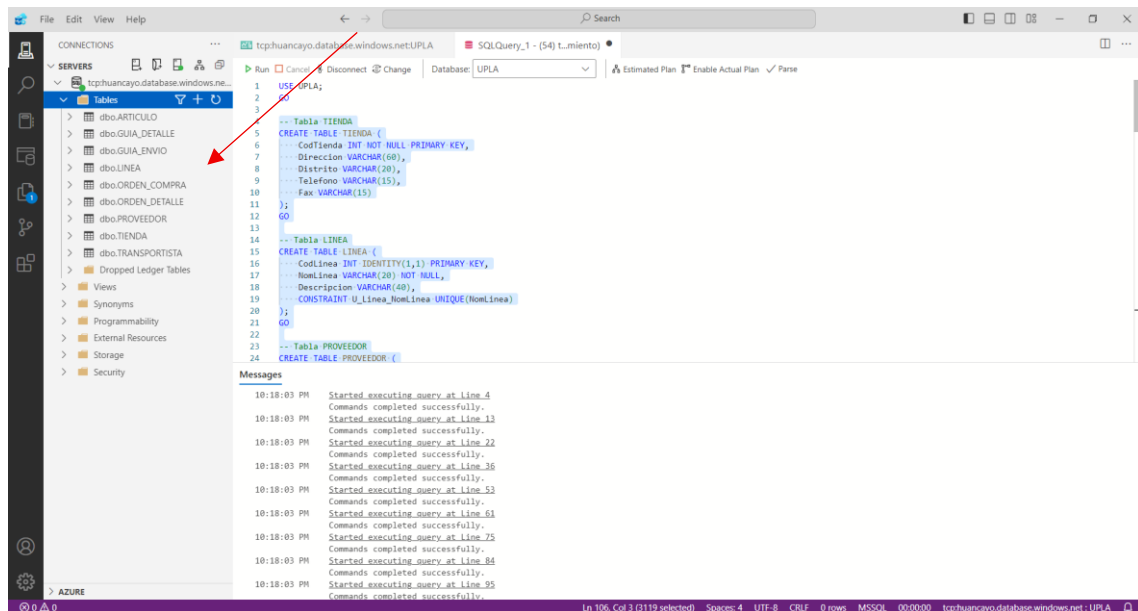 File Edit View Help
Search
CONNECTIONS
SERVERS
tcp:huancayo.database.windows.ne...
Tables
dbo.ARTICULO
dbo.GUIA_DETALLE
dbo.GUIA_ENVIO
dbo.LINEA
dbo.ORDEN_COMPRA
dbo.ORDEN_DETALLE
dbo.PROVEEDOR
dbo.TIENDA
dbo.TRANSPORTISTA
Dropped Ledger Tables
Views
Synonyms
Programmability
External Resources
Storage
Security
AZURE
tcp:huancayo.database.windows.net:UPLA
SQLQuery_1 - (54) t...miento)
Run Cancel Disconnect Change Database: UPLA Estimated Plan Enable Actual Plan Parse
1 USE UPLA;
2 GO
3
4 -- Tabla TIENDA
5 CREATE TABLE TIENDA (
6 CodTienda INT NOT NULL PRIMARY KEY,
7 Direccion VARCHAR(60),
8 Distrito VARCHAR(20),
9 Telefono VARCHAR(15),
10 Fax VARCHAR(15)
11 );
12 GO
13
14 -- Tabla LINEA
15 CREATE TABLE LINEA (
16 CodLinea INT IDENTITY(1,1) PRIMARY KEY,
17 NomLinea VARCHAR(20) NOT NULL,
18 Descripcion VARCHAR(40),
19 CONSTRAINT U_Linea_NomLinea UNIQUE(NomLinea)
20 );
21 GO
22
23 -- Tabla PROVEEDOR
24 CREATE TABLE PROVEEDOR (
Messages
10:18:03 PM Started executing query at Line 4
Commands completed successfully.
10:18:03 PM Started executing query at Line 13
Commands completed successfully.
10:18:03 PM Started executing query at Line 22
Commands completed successfully.
10:18:03 PM Started executing query at Line 36
Commands completed successfully.
10:18:03 PM Started executing query at Line 53
Commands completed successfully.
10:18:03 PM Started executing query at Line 61
Commands completed successfully.
10:18:03 PM Started executing query at Line 75
Commands completed successfully.
10:18:03 PM Started executing query at Line 84
Commands completed successfully.
10:18:03 PM Started executing query at Line 95
Commands completed successfully.
0 0 Ln 106, Col 3 (3119 selected) Spaces: 4 UTF-8 CRLF 0 rows MSSQL 00:00:00 tcp:huancayo.database.windows.net : UPLA